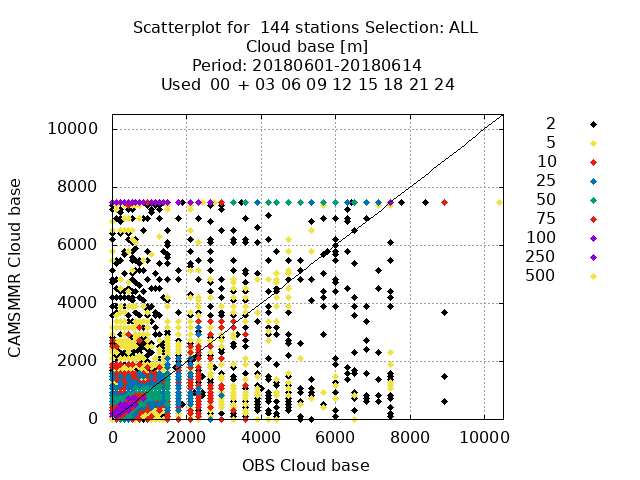 Scatterplot for  144 stations Selection: ALL
Cloud base [m]
Period: 20180601-20180614
Used  00  + 03 06 09 12 15 18 21 24
CAMSMMR Cloud base
10000
8000
6000
4000
2000
0
0 2000 4000 6000 8000 10000
OBS Cloud base
2
5
10
25
50
75
100
250
500